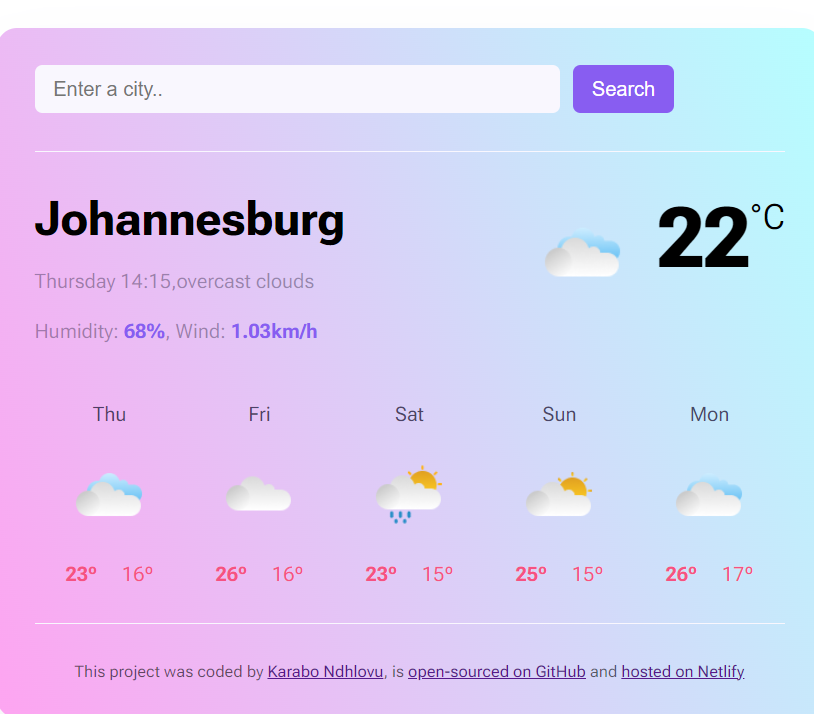 Enter a city..
Search
Johannesburg
22°C
Thursday 14:15,overcast clouds
Humidity: 68%, Wind: 1.03km/h
Thu Fri Sat Sun Mon
23º 16º 26º 16º 23º 15º 25º 15º 26º 17º
This project was coded by Karabo Ndhlovu, is open-sourced on GitHub and hosted on Netlify